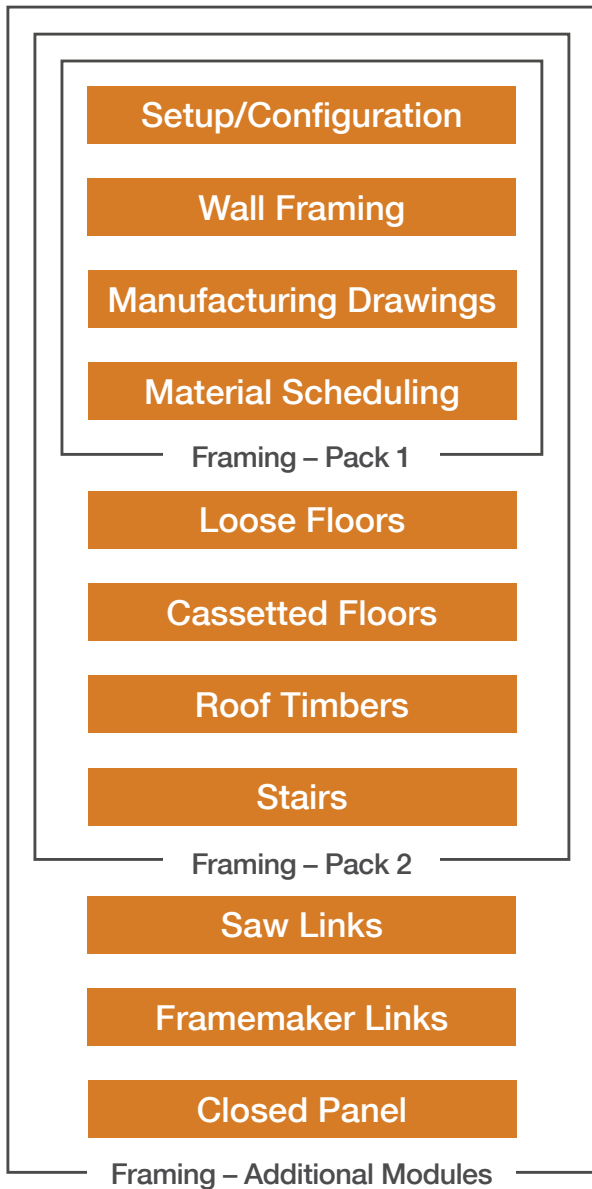 Setup/Configuration
Wall Framing
Manufacturing Drawings
Material Scheduling
Framing – Pack 1
Loose Floors
Cassetted Floors
Roof Timbers
Stairs
Framing – Pack 2
Saw Links
Framemaker Links
Closed Panel
Framing – Additional Modules